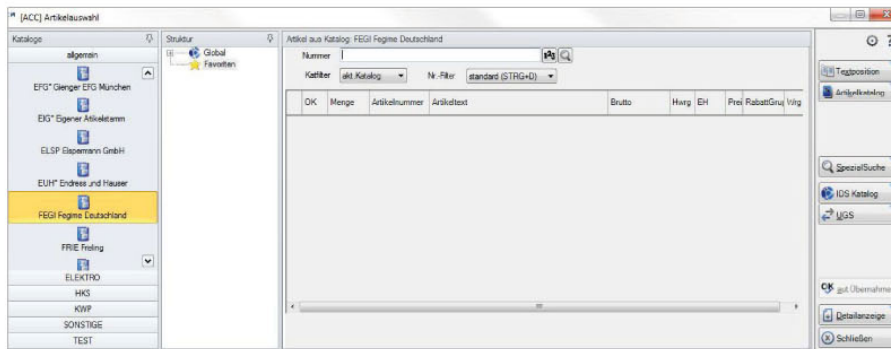 [ACC] Artikelauswahl
Kataloge
allgemein
EFG* Gienger EFG München
EIG* Eigener Artikelstamm
ELSP Elspermann GmbH
EUH* Endress und Hauser
FEGI Fegime Deutschland
FRIE Freling
ELEKTRO
HKS
KWP
SONSTIGE
TEST
Struktur
Global
Favoriten
Artikel aus Katalog: FEGI Fegime Deutschland
Nummer
Katfilter akt.Katalog Nr.-Filter standard (STRG+D)
OK Menge Artikelnummer Artikeltext Brutto Hwrg EH Prei RabattGru Wrg
?
Textposition
Artikelkatalog
SpezialSuche
IDS Katalog
UGS
OK gut Übernahme
Detailanzeige
Schließen